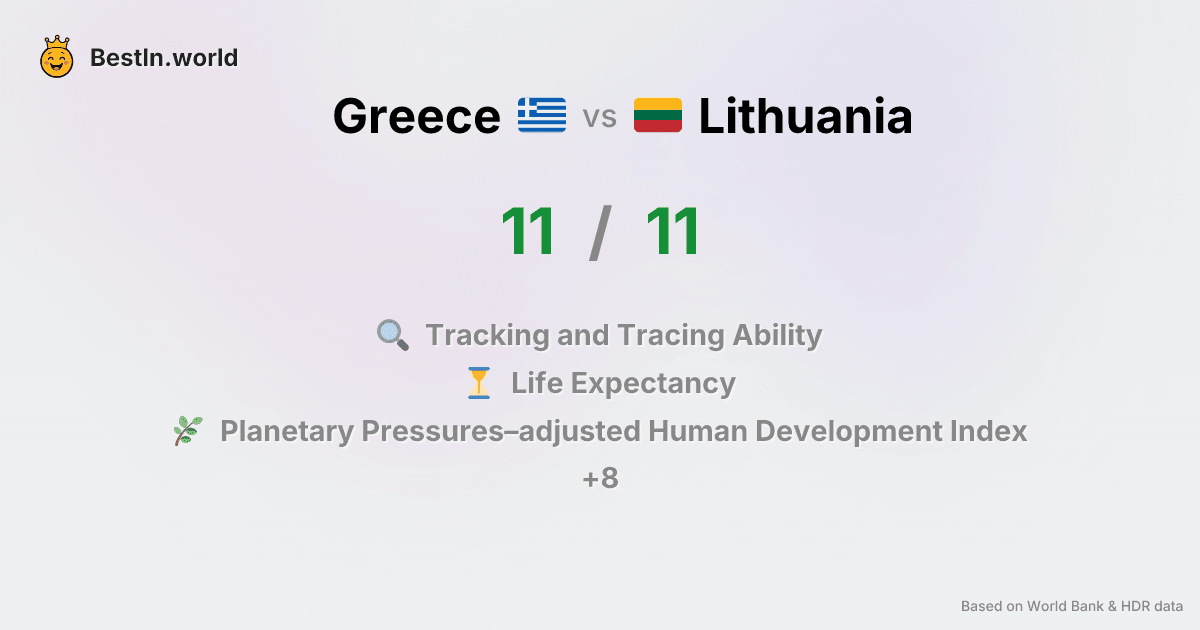 BestIn.world
Greece vs Lithuania
11 / 11
Tracking and Tracing Ability
Life Expectancy
Planetary Pressures–adjusted Human Development Index
+8
Based on World Bank & HDR data